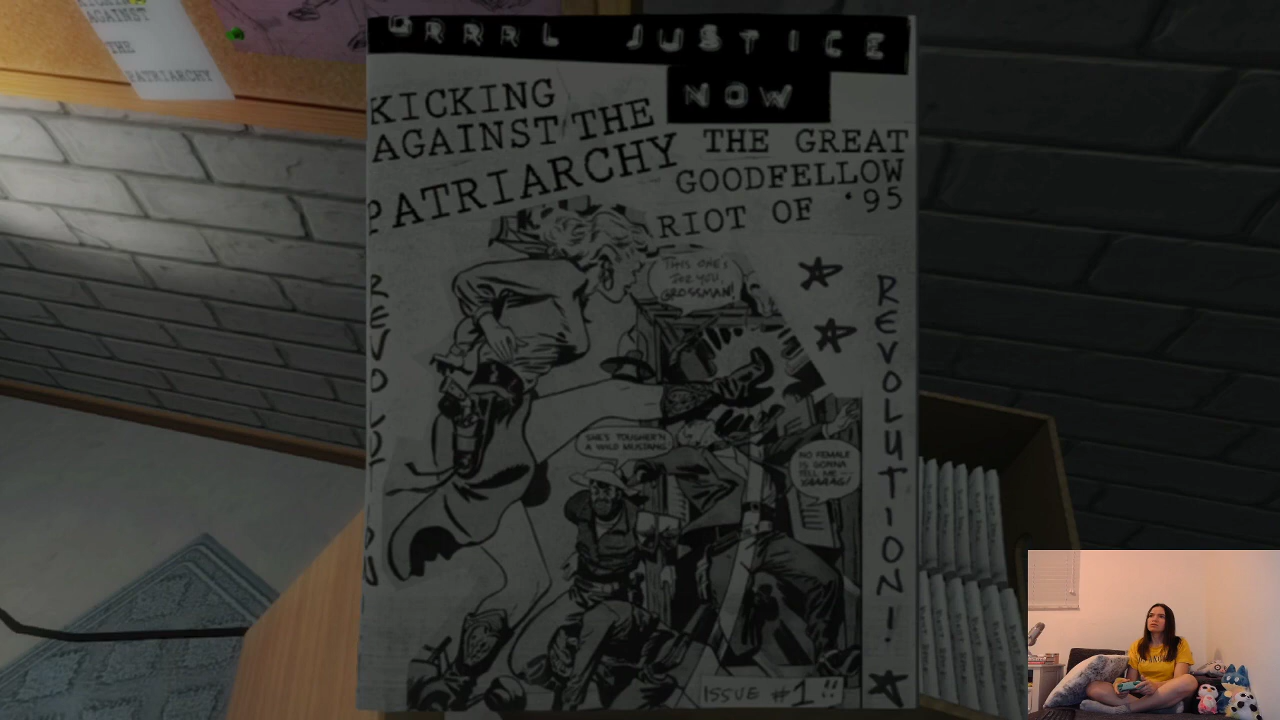 AGAINST
THE
PATRIARCHY
GRRRL JUSTICE
NOW
KICKING
AGAINST THE
PATRIARCHY
THE GREAT
GOODFELLOW
RIOT OF '95
THIS ONE'S
FOR YOU,
GROSSMAN!
REVOLUTION!
SHE'S TOUGHER'N
A WILD MUSTANG
NO FEMALE
IS GONNA
TELL ME--
YAARAG!
ISSUE #1!!